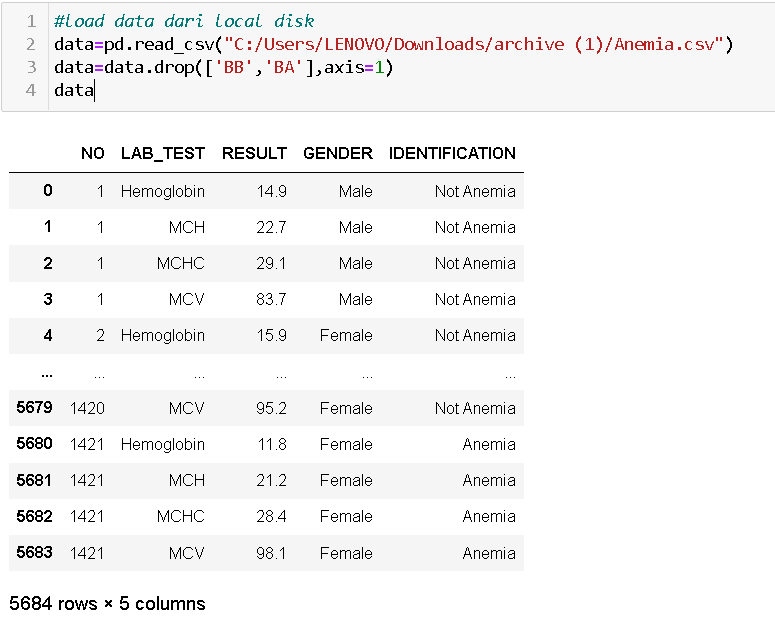 1 #load data dari local disk
2 data=pd.read_csv("C:/Users/LENOVO/Downloads/archive (1)/Anemia.csv")
3 data=data.drop(['BB','BA'],axis=1)
4 data
NO LAB_TEST RESULT GENDER IDENTIFICATION
0 1 Hemoglobin 14.9 Male Not Anemia
1 1 MCH 22.7 Male Not Anemia
2 1 MCHC 29.1 Male Not Anemia
3 1 MCV 83.7 Male Not Anemia
4 2 Hemoglobin 15.9 Female Not Anemia
... ... ... ... ... ...
5679 1420 MCV 95.2 Female Not Anemia
5680 1421 Hemoglobin 11.8 Female Anemia
5681 1421 MCH 21.2 Female Anemia
5682 1421 MCHC 28.4 Female Anemia
5683 1421 MCV 98.1 Female Anemia
5684 rows × 5 columns